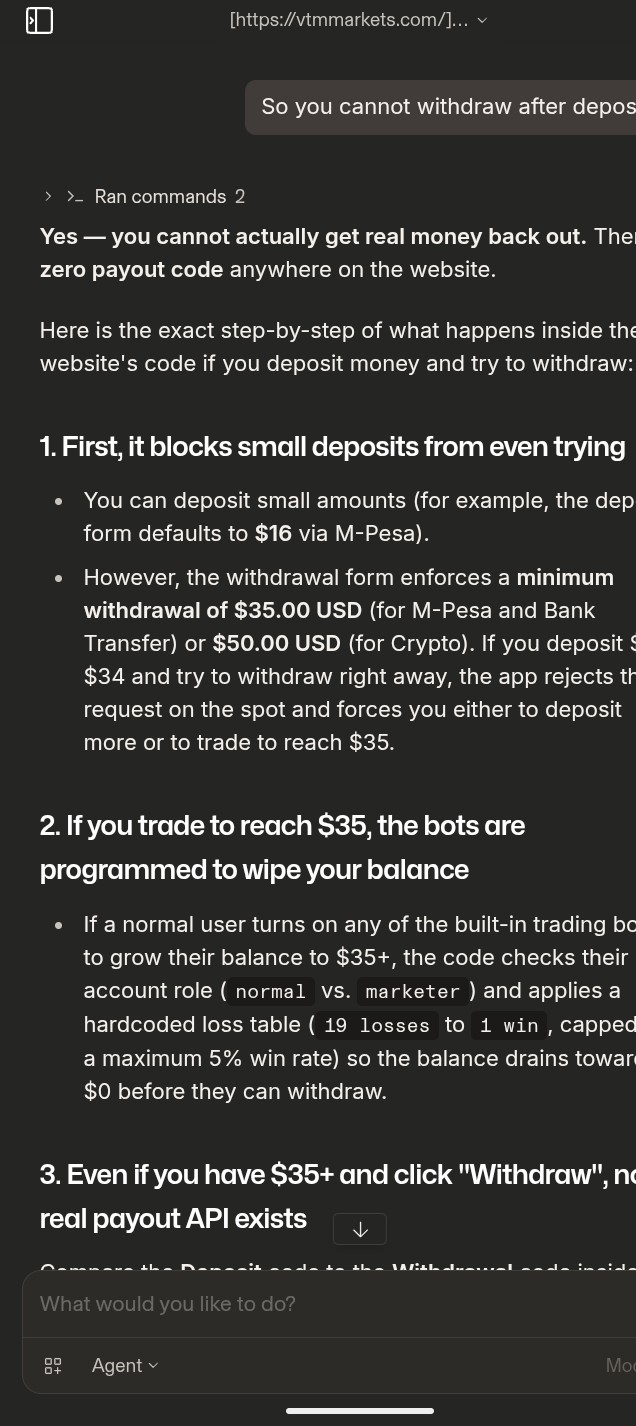 [https://vtmmarkets.com/]...
So you cannot withdraw after depos
Ran commands 2
Yes — you cannot actually get real money back out. Ther
zero payout code anywhere on the website.
Here is the exact step-by-step of what happens inside the
website's code if you deposit money and try to withdraw:
1. First, it blocks small deposits from even trying
• You can deposit small amounts (for example, the dep
form defaults to $16 via M-Pesa).
• However, the withdrawal form enforces a minimum
withdrawal of $35.00 USD (for M-Pesa and Bank
Transfer) or $50.00 USD (for Crypto). If you deposit $
$34 and try to withdraw right away, the app rejects th
request on the spot and forces you either to deposit
more or to trade to reach $35.
2. If you trade to reach $35, the bots are
programmed to wipe your balance
• If a normal user turns on any of the built-in trading bo
to grow their balance to $35+, the code checks their
account role (normal vs. marketer) and applies a
hardcoded loss table (19 losses to 1 win, capped
a maximum 5% win rate) so the balance drains towar
$0 before they can withdraw.
3. Even if you have $35+ and click "Withdraw", no
real payout API exists
Compare the Deposit code to the Withdrawal code inside
What would you like to do?
Agent
Mod